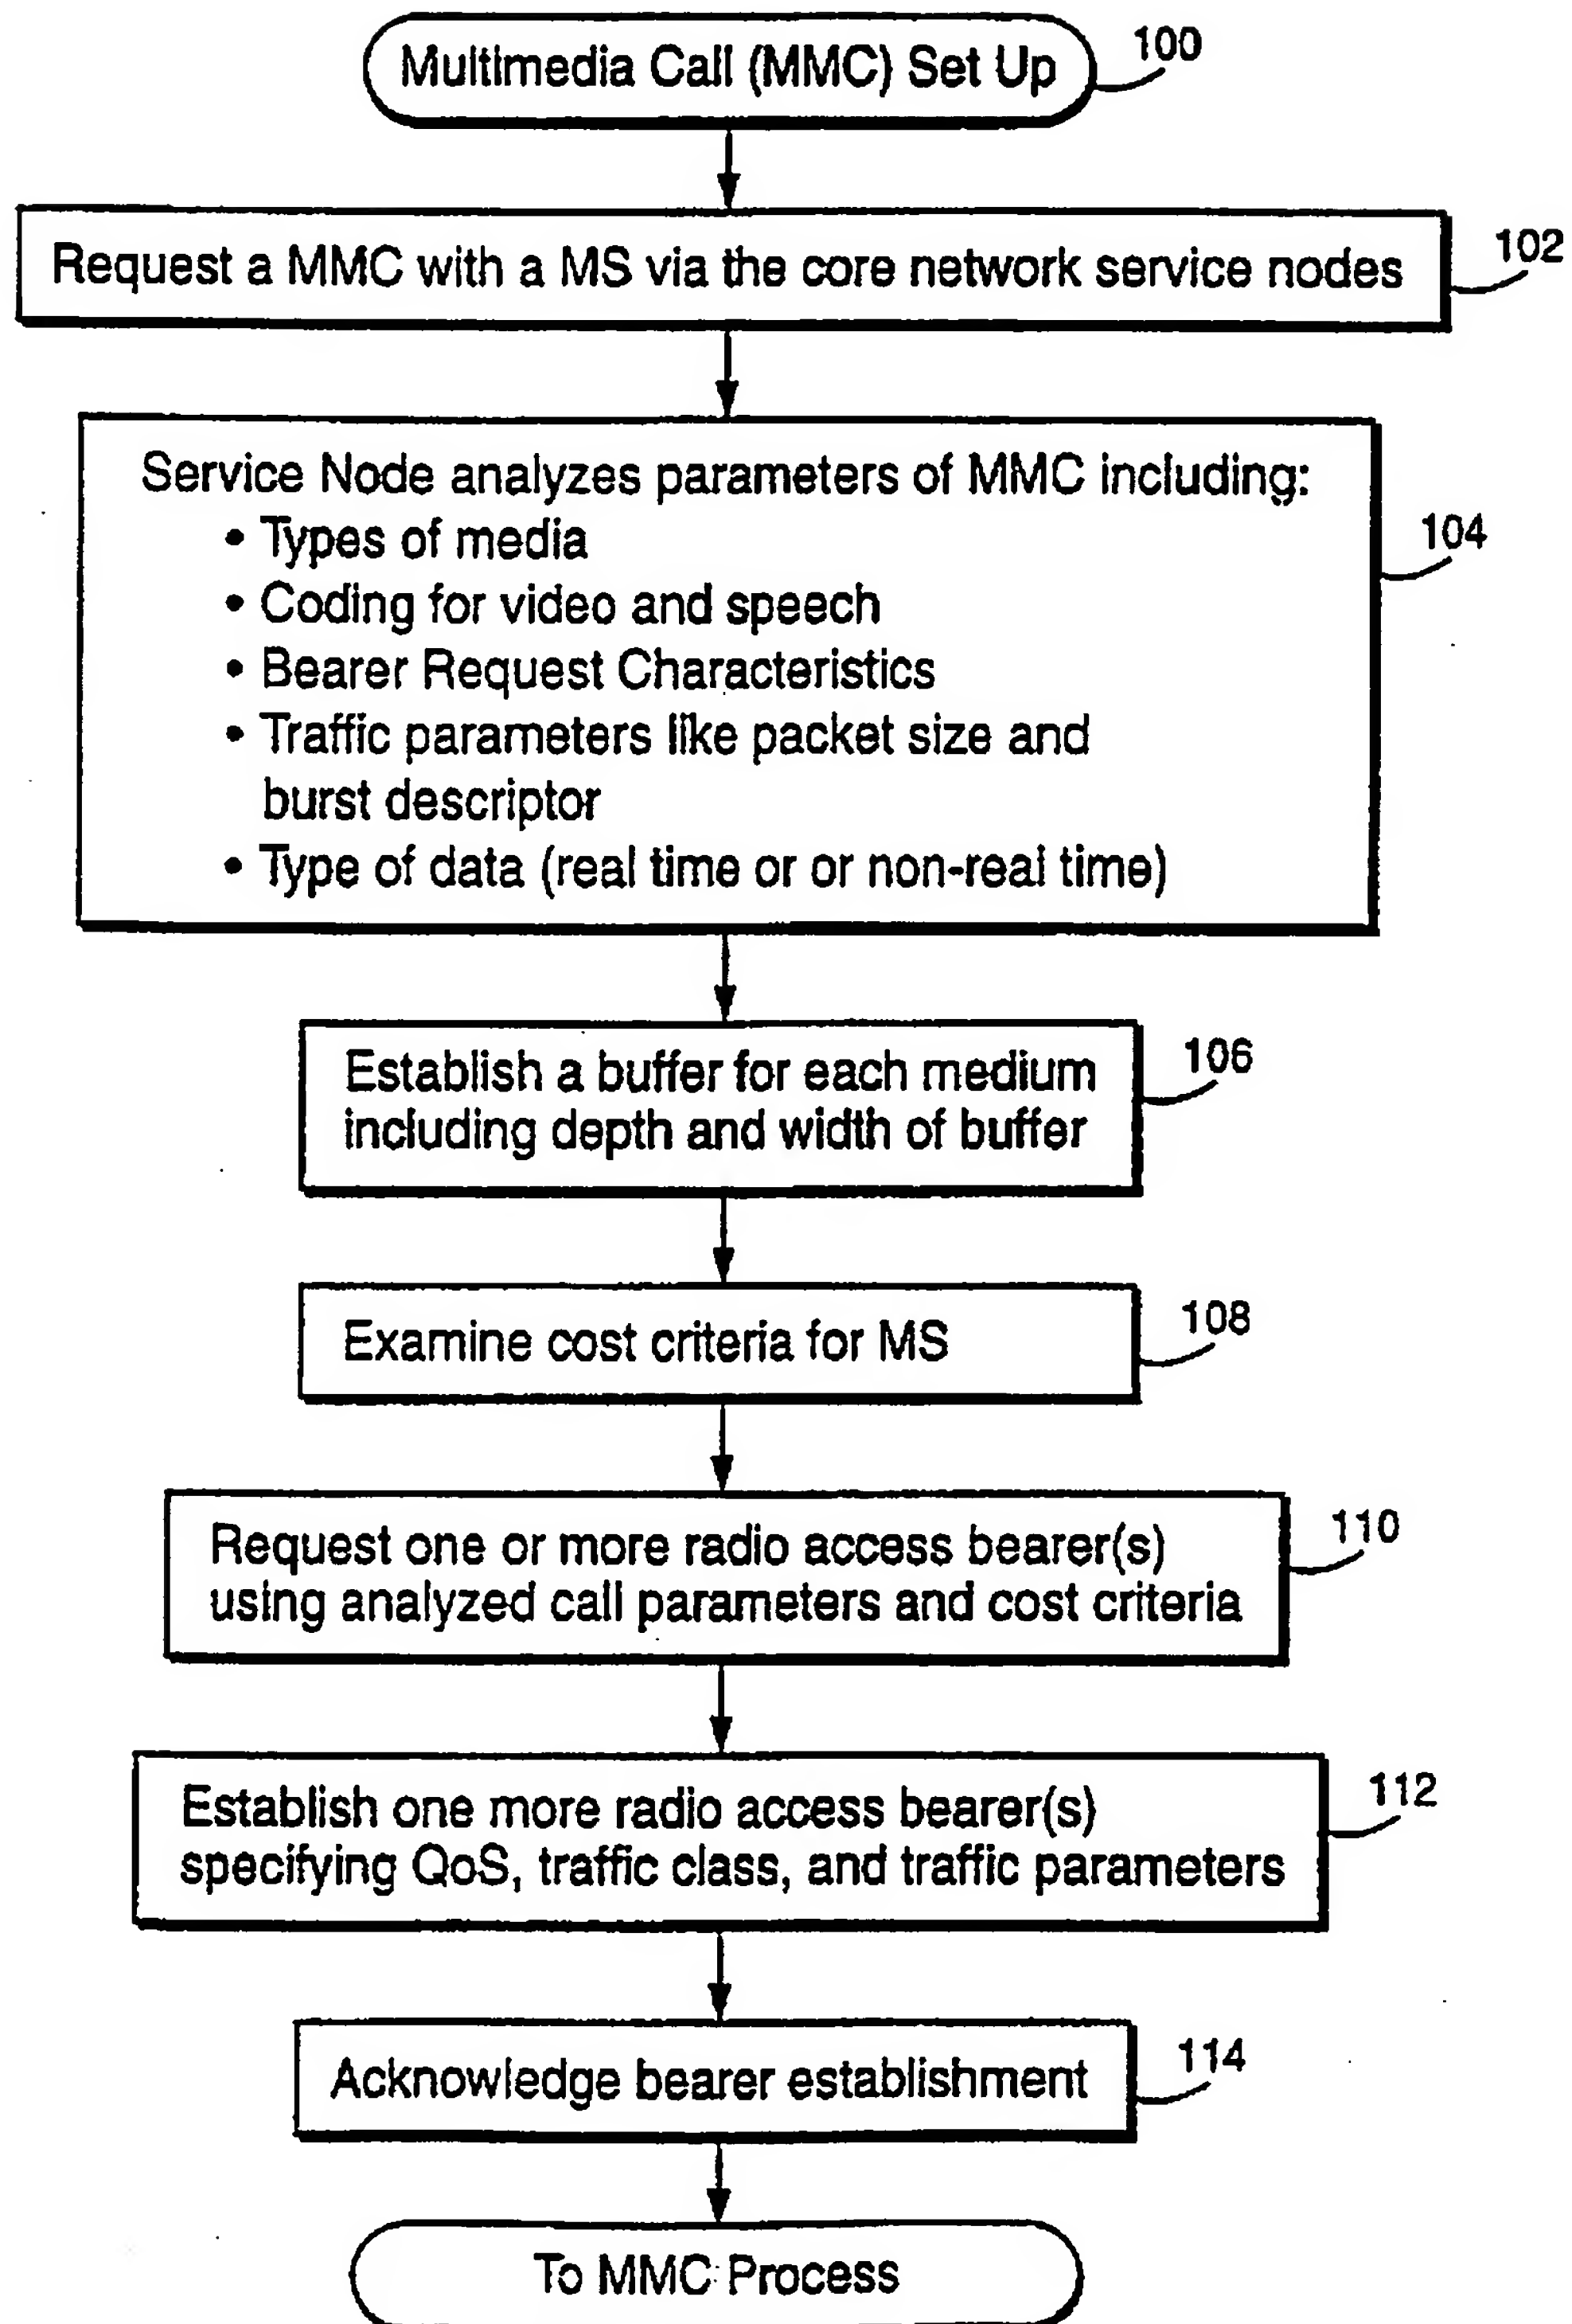 Multimedia Call (MMC) Set Up
100
Request a MMC with a MS via the core network service nodes
102
Service Node analyzes parameters of MMC including:
• Types of media
• Coding for video and speech
• Bearer Request Characteristics
• Traffic parameters like packet size and
burst descriptor
• Type of data (real time or or non-real time)
104
Establish a buffer for each medium
including depth and width of buffer
106
Examine cost criteria for MS
108
Request one or more radio access bearer(s)
using analyzed call parameters and cost criteria
110
Establish one more radio access bearer(s)
specifying QoS, traffic class, and traffic parameters
112
Acknowledge bearer establishment
114
To MMC Process